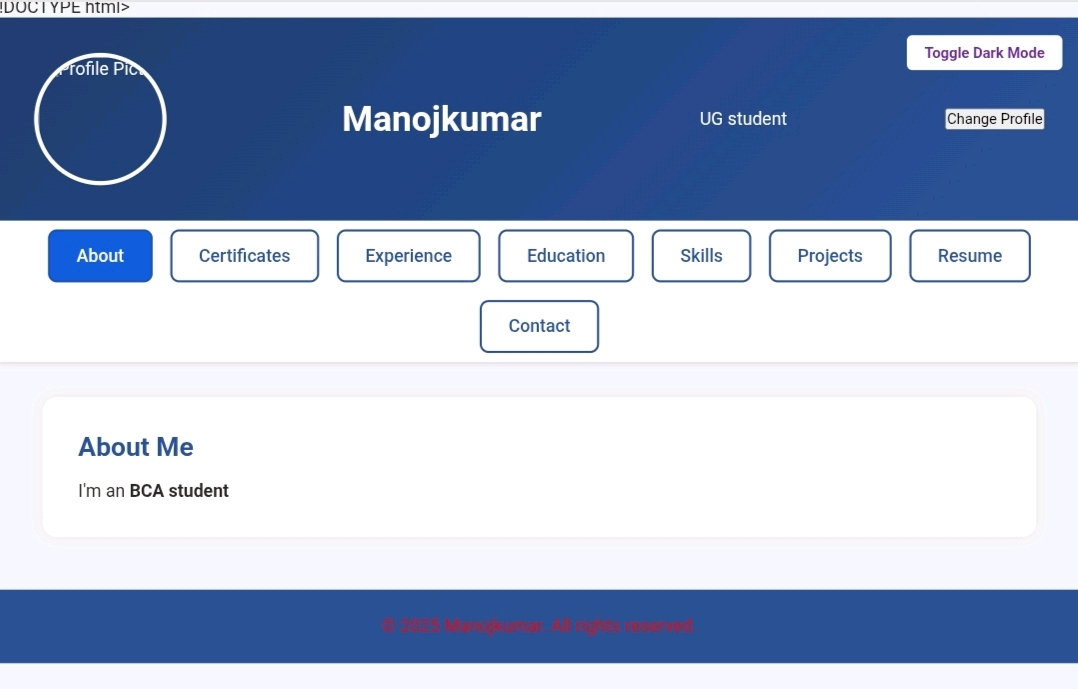 !DOCTYPE html>
Toggle Dark Mode
Profile Pict
Manojkumar
UG student
Change Profile
About
Certificates
Experience
Education
Skills
Projects
Resume
Contact
About Me
I'm an BCA student
© 2025 Manojkumar. All rights reserved.